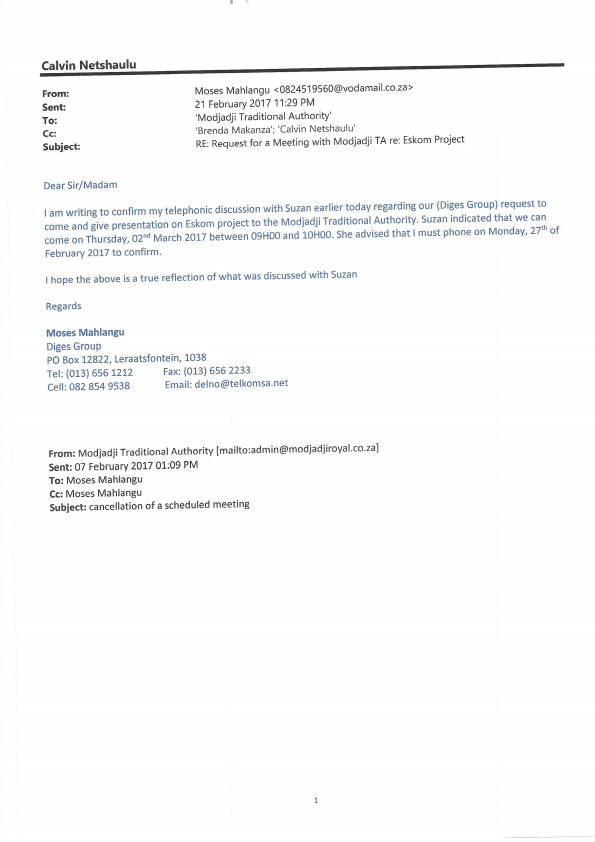 Calvin Netshaulu
From: Moses Mahlangu <0824519560@vodamail.co.za>
Sent: 21 February 2017 11:29 PM
To: 'Modjadji Traditional Authority'
Cc: 'Brenda Makanza'; 'Calvin Netshaulu'
Subject: RE: Request for a Meeting with Modjadji TA re: Eskom Project
Dear Sir/Madam
I am writing to confirm my telephonic discussion with Suzan earlier today regarding our (Diges Group) request to
come and give presentation on Eskom project to the Modjadji Traditional Authority. Suzan indicated that we can
come on Thursday, 02nd March 2017 between 09H00 and 10H00. She advised that I must phone on Monday, 27th of
February 2017 to confirm.
I hope the above is a true reflection of what was discussed with Suzan
Regards
Moses Mahlangu
Diges Group
PO Box 12822, Leraatsfontein, 1038
Tel: (013) 656 1212 Fax: (013) 656 2233
Cell: 082 854 9538 Email: delno@telkomsa.net
From: Modjadji Traditional Authority [mailto:admin@modjadjiroyal.co.za]
Sent: 07 February 2017 01:09 PM
To: Moses Mahlangu
Cc: Moses Mahlangu
Subject: cancellation of a scheduled meeting
1